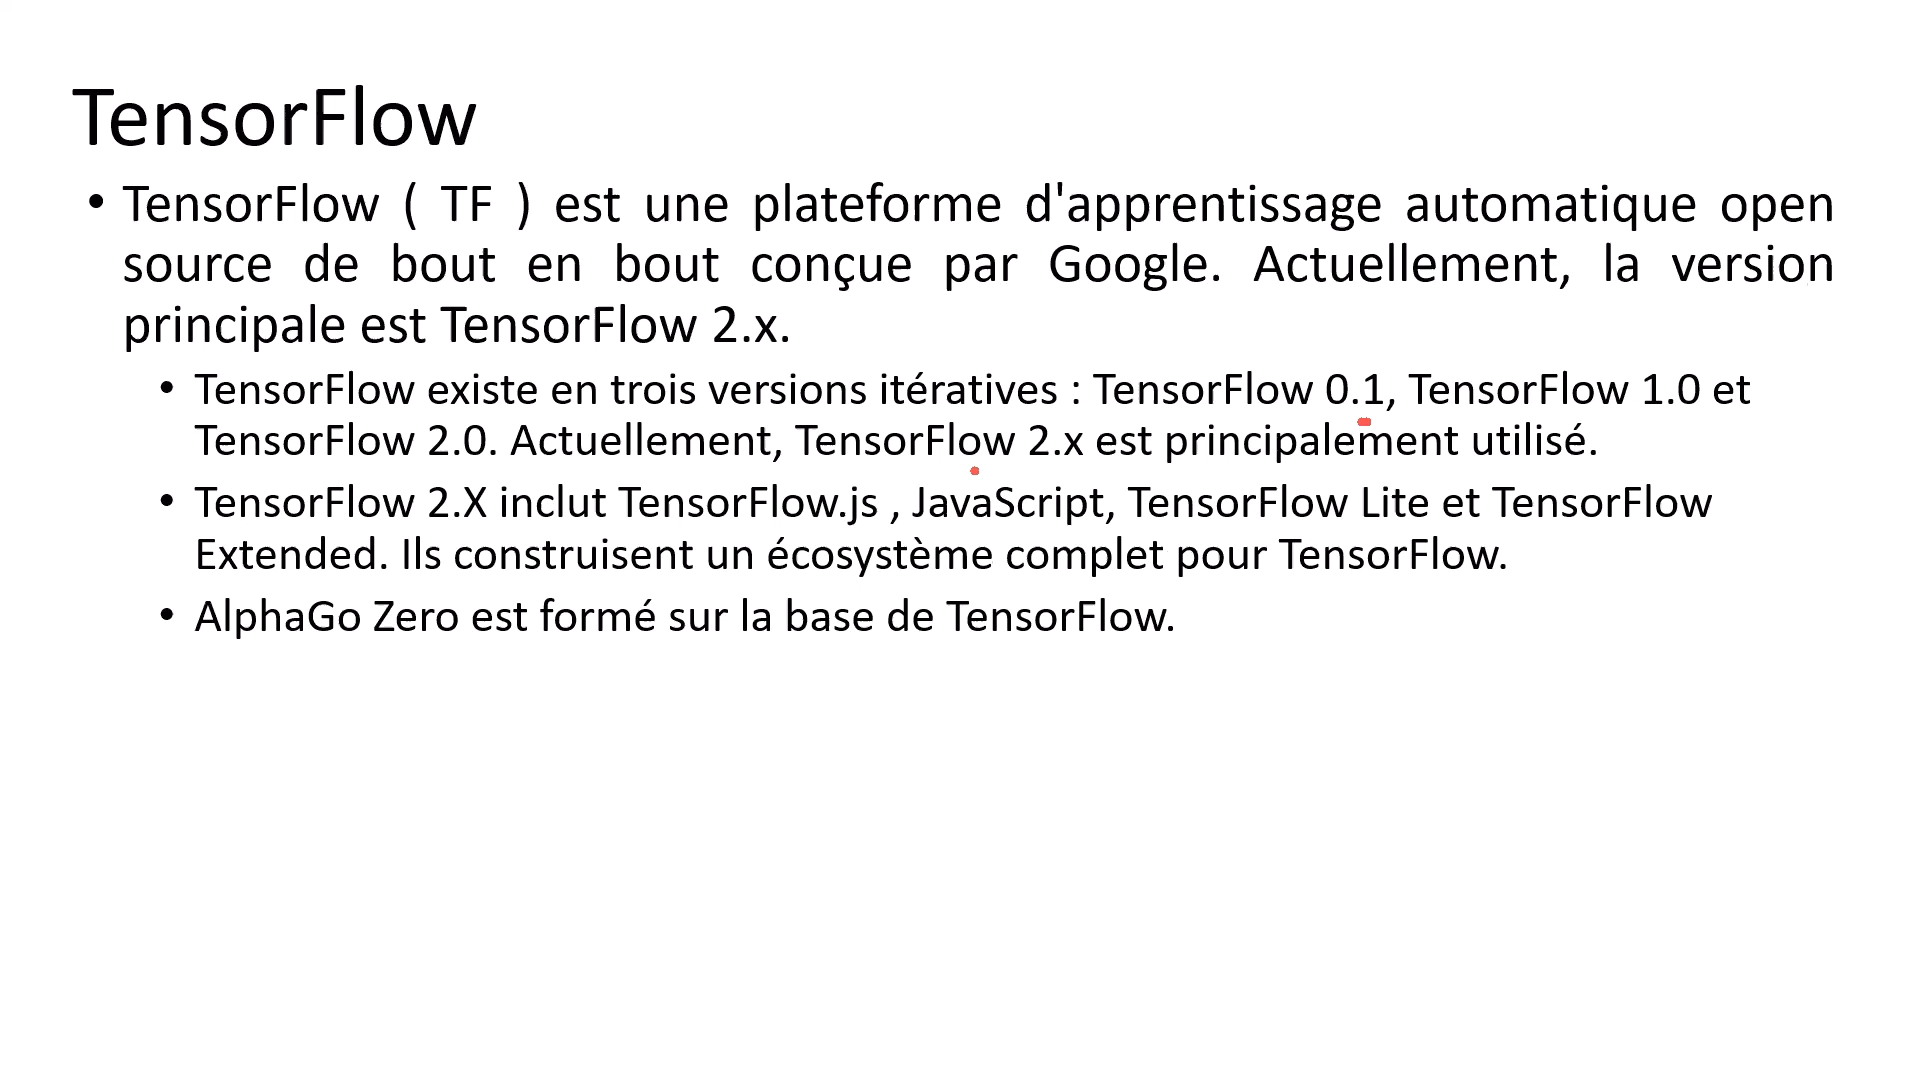 TensorFlow
• TensorFlow ( TF ) est une plateforme d'apprentissage automatique open
source de bout en bout conçue par Google. Actuellement, la version
principale est TensorFlow 2.x.
• TensorFlow existe en trois versions itératives : TensorFlow 0.1, TensorFlow 1.0 et
TensorFlow 2.0. Actuellement, TensorFlow 2.x est principalement utilisé.
• TensorFlow 2.X inclut TensorFlow.js , JavaScript, TensorFlow Lite et TensorFlow
Extended. Ils construisent un écosystème complet pour TensorFlow.
• AlphaGo Zero est formé sur la base de TensorFlow.